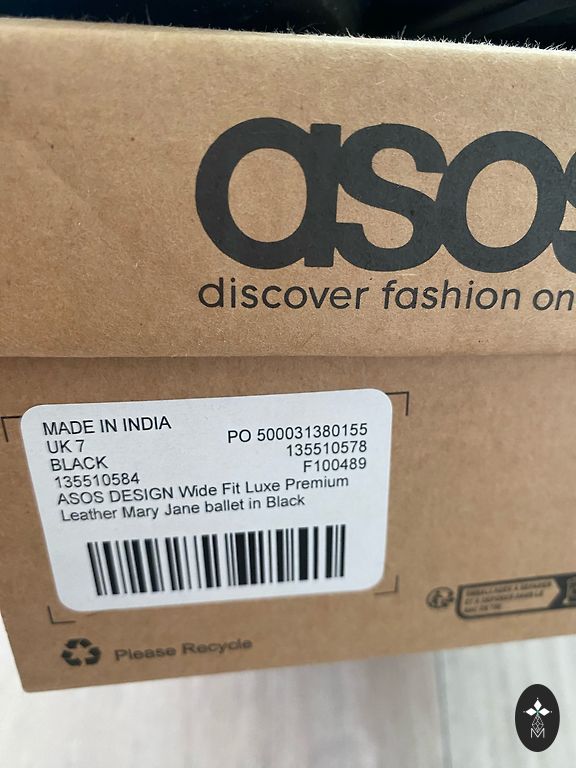 asos
discover fashion on
MADE IN INDIA
UK 7
BLACK
135510584
PO 500031380155
135510578
F100489
ASOS DESIGN Wide Fit Luxe Premium
Leather Mary Jane ballet in Black
Please Recycle
M